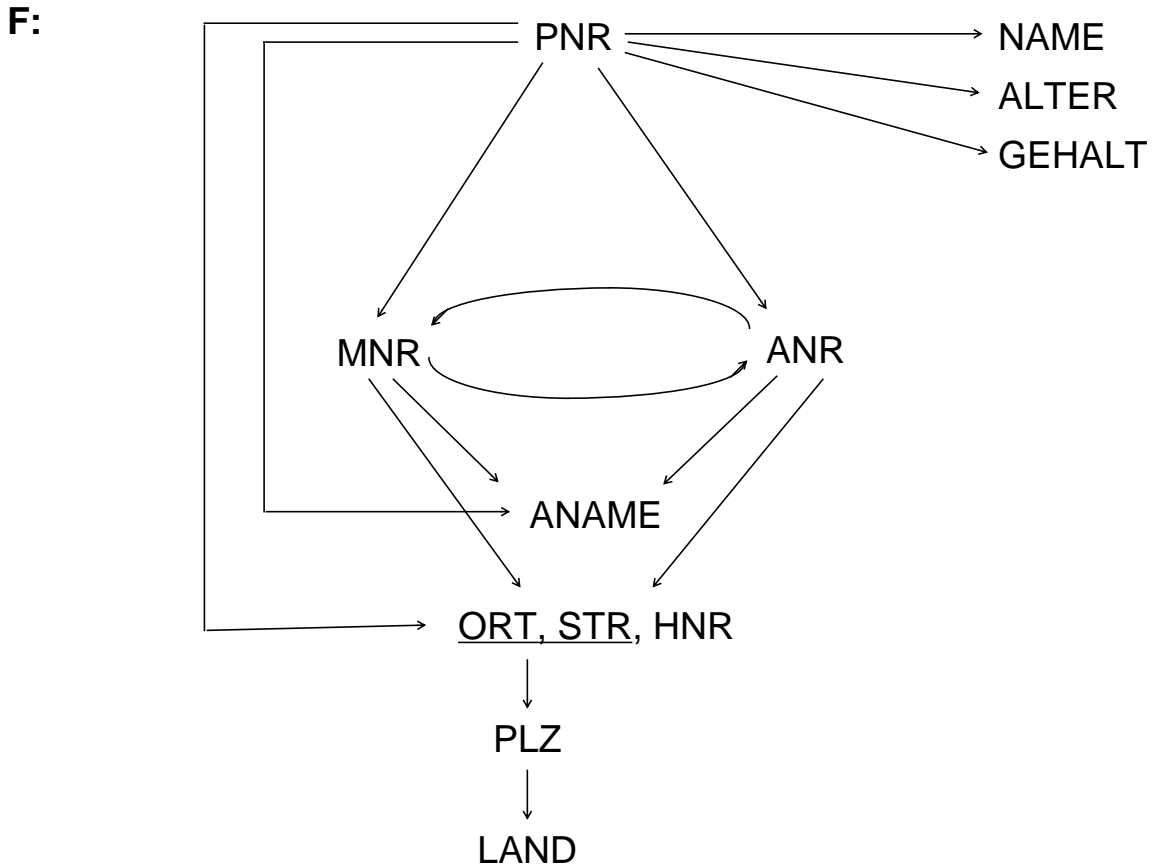 F:
PNR
NAME
ALTER
GEHALT
MNR
ANR
ANAME
ORT, STR, HNR
PLZ
LAND